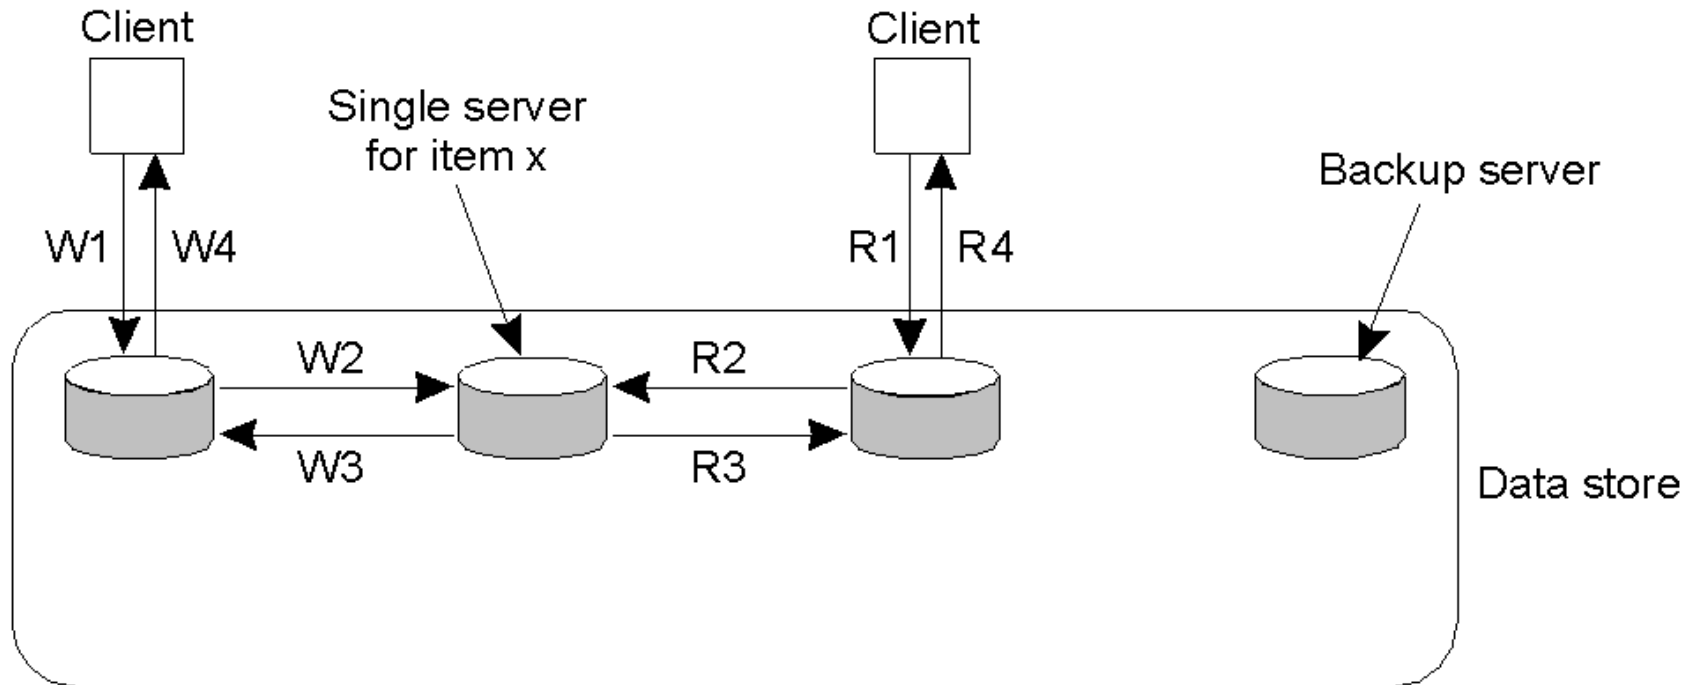 Client
Client
Single server
for item x
Backup server
W1
W4
R1
R4
W2
R2
W3
R3
Data store